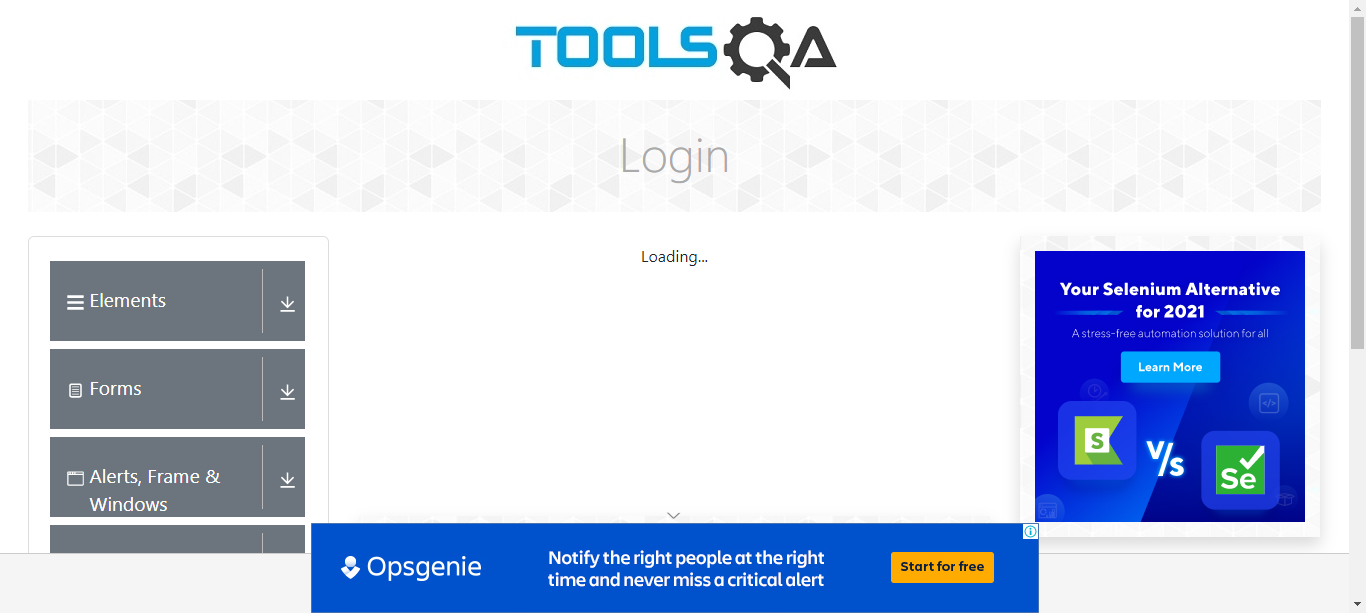 TOOLSQA
Login
Elements
Forms
Alerts, Frame &
Windows
Loading...
Your Selenium Alternative
for 2021
A stress-free automation solution for all
Learn More
S
V/s
Se
Opsgenie
Notify the right people at the right
time and never miss a critical alert
Start for free